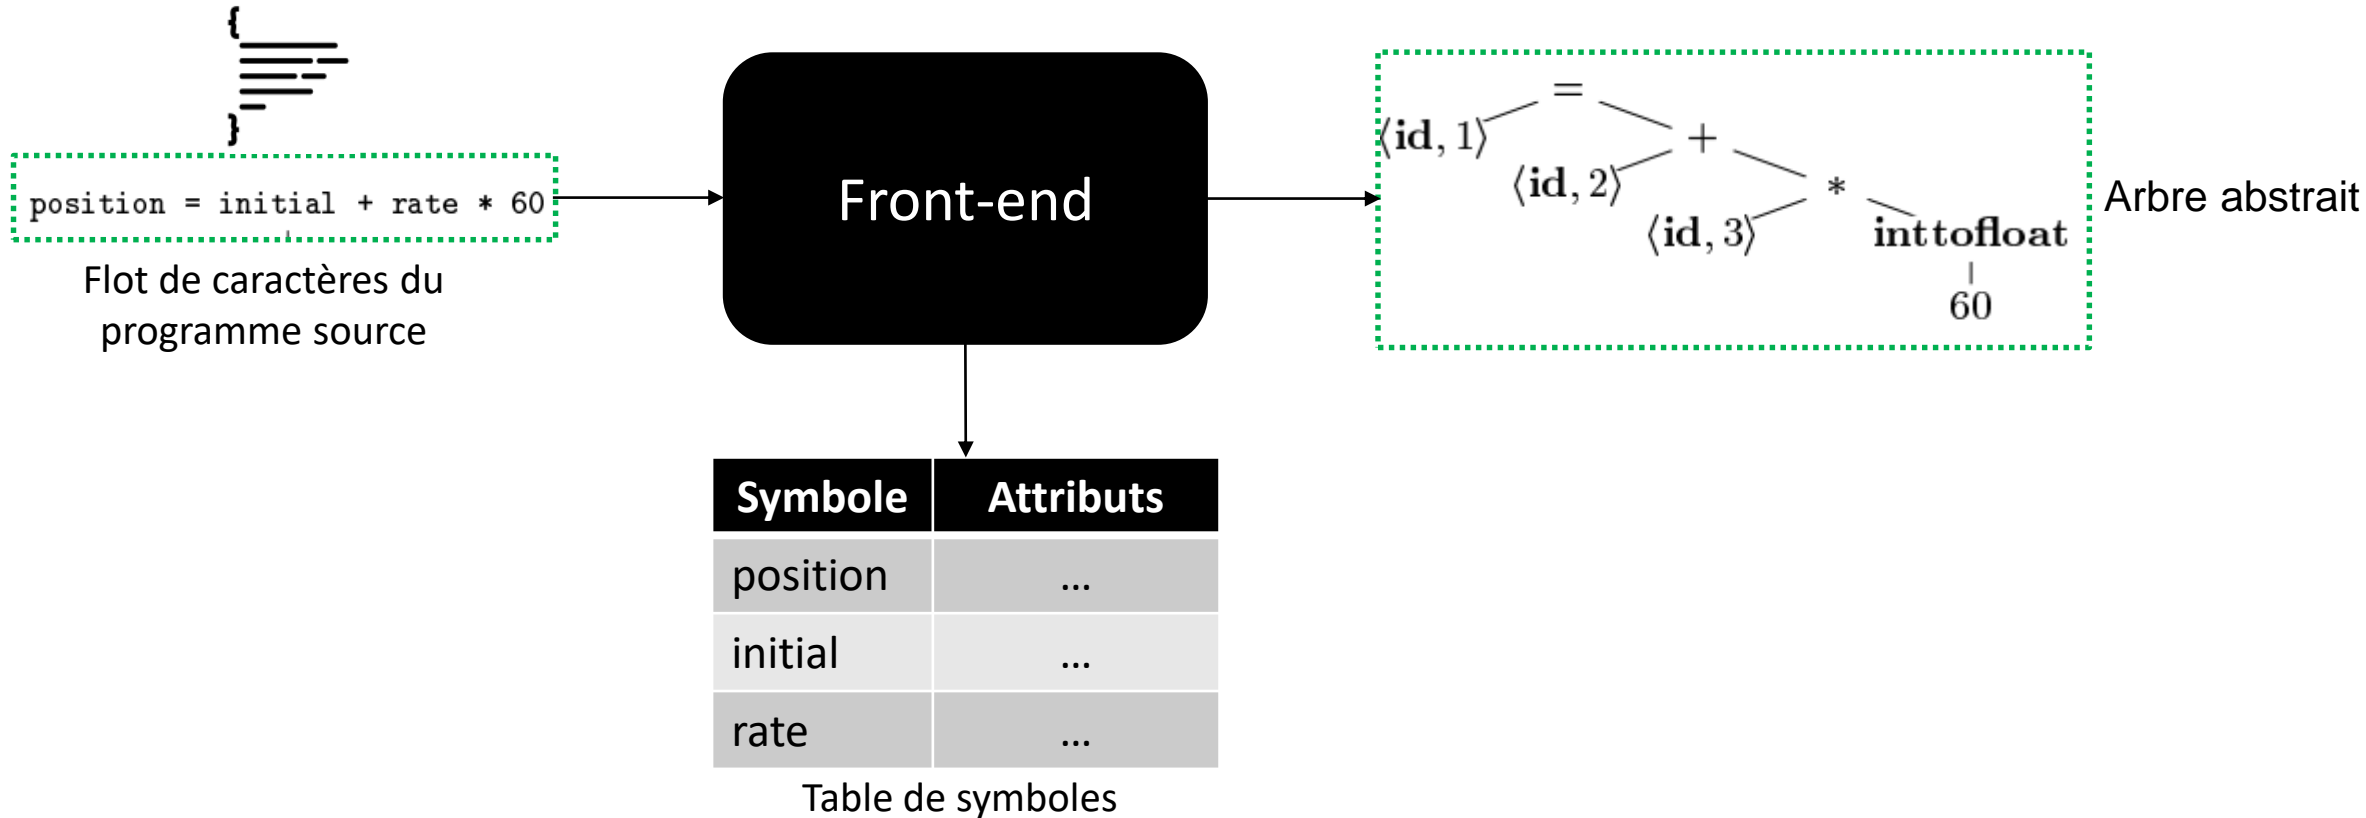 {
}
position = initial + rate * 60
Flot de caractères du
programme source
Front-end
=
⟨id, 1⟩
+
⟨id, 2⟩
*
⟨id, 3⟩
inttofloat
60
Arbre abstrait
Symbole Attributs
position ...
initial ...
rate ...
Table de symboles